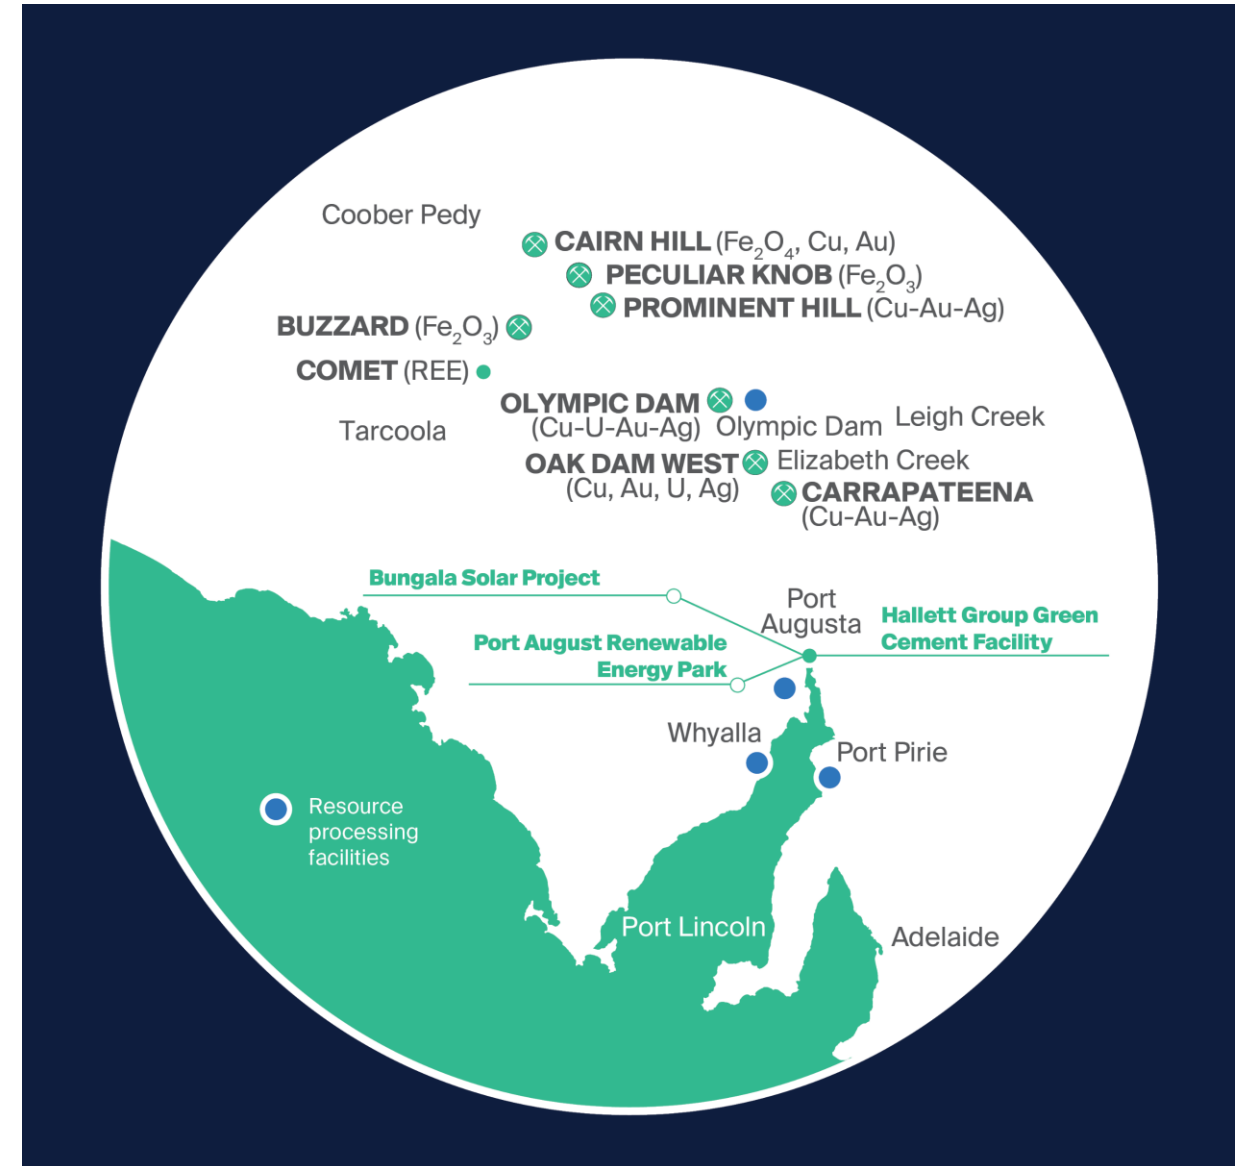 Coober Pedy
CAIRN HILL (Fe₂O₄, Cu, Au)
PECULIAR KNOB (Fe₂O₃)
PROMINENT HILL (Cu-Au-Ag)
BUZZARD (Fe₂O₃)
COMET (REE)
Tarcoola
OLYMPIC DAM
(Cu-U-Au-Ag)
Olympic Dam
Leigh Creek
OAK DAM WEST
(Cu, Au, U, Ag)
Elizabeth Creek
CARRAPATEENA
(Cu-Au-Ag)
Bungala Solar Project
Port
Augusta
Hallett Group Green
Cement Facility
Port August Renewable
Energy Park
Whyalla
Port Pirie
Resource
processing
facilities
Port Lincoln
Adelaide